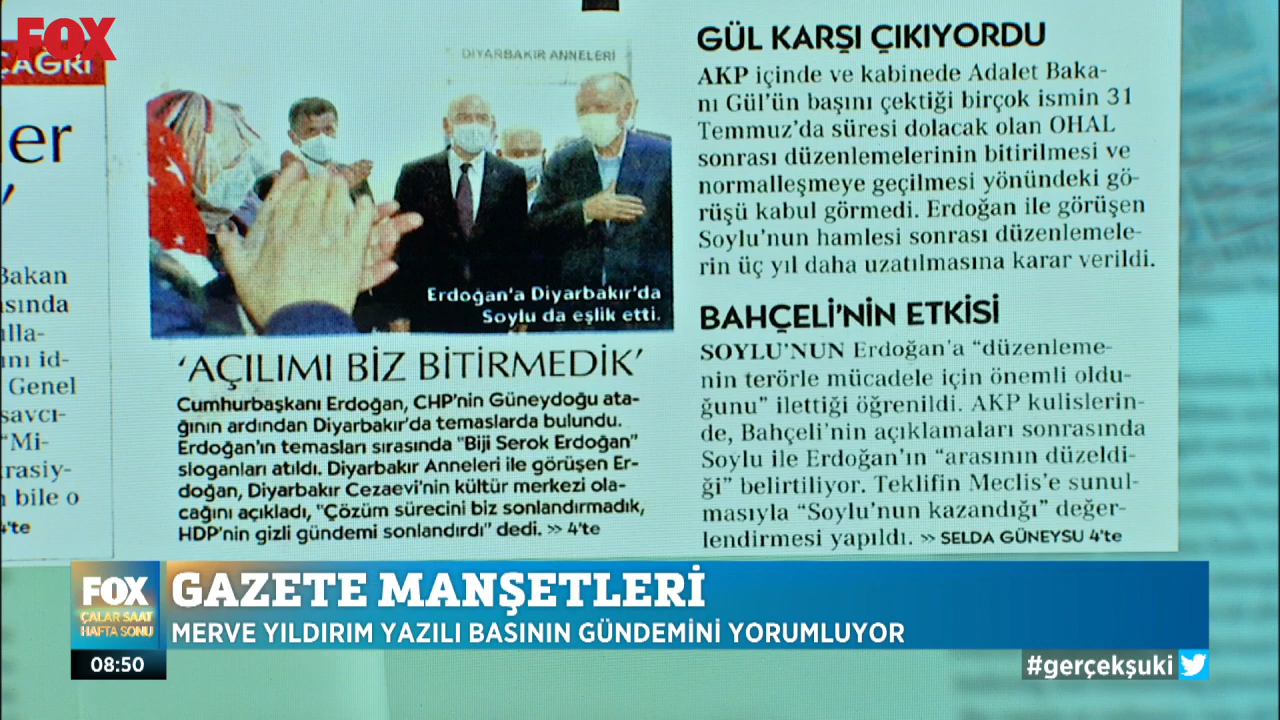 FOX
ÇAĞRI
er
Bakan
asında
ulla-
ını id-
Genel
savcı-
"Mi-
rasiy-
n bile o
4'te
DİYARBAKIR ANNELERİ
Erdoğan'a Diyarbakır'da
Soylu da eşlik etti.
'AÇILIMI BİZ BİTİRMEDİK'
Cumhurbaşkanı Erdoğan, CHP'nin Güneydoğu ata-
ğının ardından Diyarbakır'da temaslarda bulundu.
Erdoğan'ın temasları sırasında "Biji Serok Erdoğan"
sloganları atıldı. Diyarbakır Anneleri ile görüşen Er-
doğan, Diyarbakır Cezaevi'nin kültür merkezi ola-
cağını açıkladı, "Çözüm sürecini biz sonlandırmadık,
HDP'nin gizli gündemi sonlandırdı" dedi. >> 4'te
GÜL KARŞI ÇIKIYORDU
AKP içinde ve kabinede Adalet Baka-
nı Gül'ün başını çektiği birçok ismin 31
Temmuz'da süresi dolacak olan OHAL
sonrası düzenlemelerinin bitirilmesi ve
normalleşmeye geçilmesi yönündeki gö-
rüşü kabul görmedi. Erdoğan ile görüşen
Soylu'nun hamlesi sonrası düzenlemele-
rin üç yıl daha uzatılmasına karar verildi.
BAHÇELİ'NİN ETKİSİ
SOYLU'NUN Erdoğan'a "düzenleme-
nin terörle mücadele için önemli oldu-
ğunu" ilettiği öğrenildi. AKP kulislerin-
de, Bahçeli'nin açıklamaları sonrasında
Soylu ile Erdoğan'ın "arasının düzeldi-
ği" belirtiliyor. Teklifin Meclis'e sunul-
masıyla "Soylu'nun kazandığı" değer-
lendirmesi yapıldı. >> SELDA GÜNEYSU 4'te
FOX
ÇALAR SAAT
HAFTA SONU
08:50
GAZETE MANŞETLERİ
MERVE YILDIRIM YAZILI BASININ GÜNDEMİNİ YORUMLUYOR
#gerçekşuki